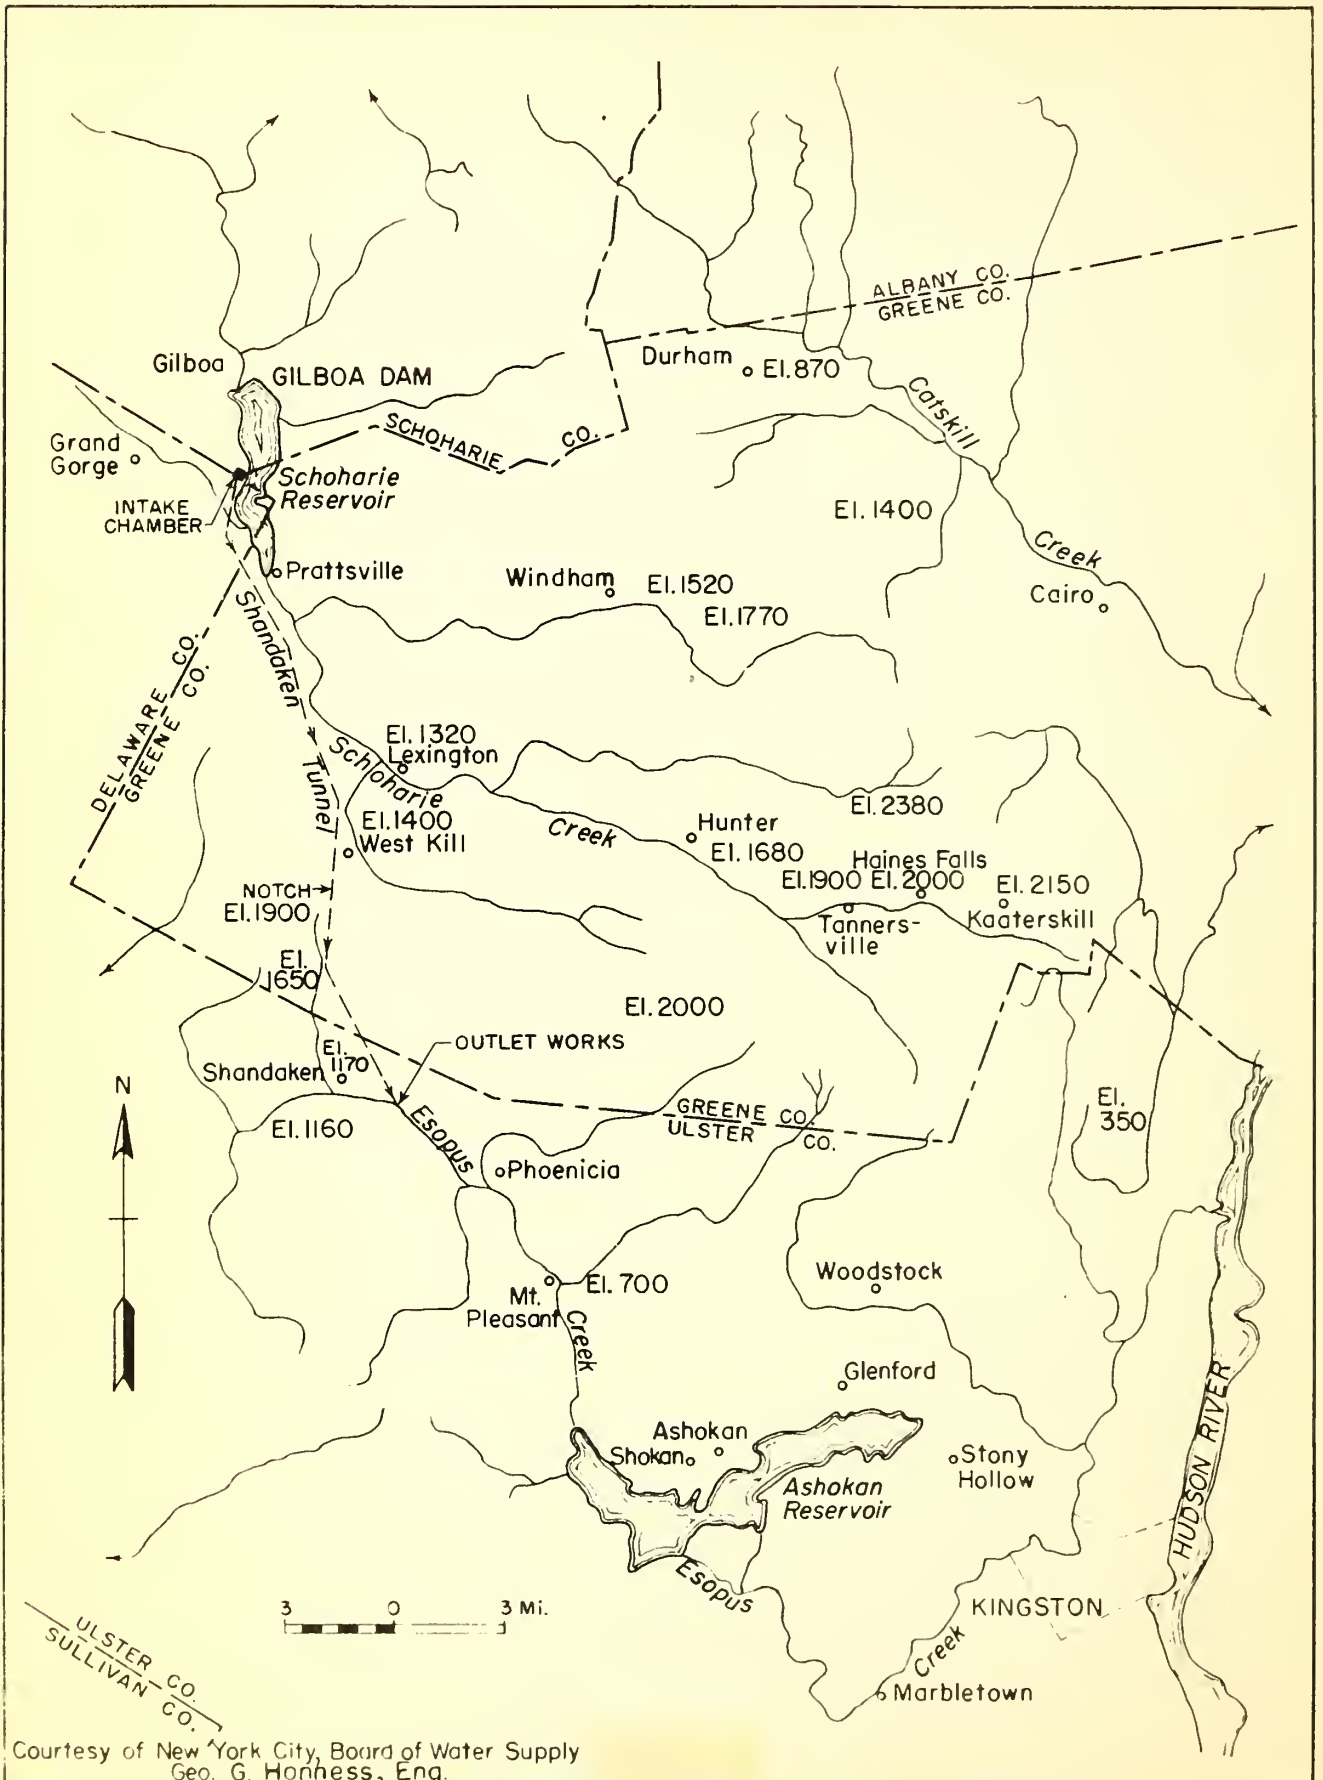 ALBANY CO.
GREENE CO.
Gilboa
GILBOA DAM
Durham
El. 870
Catskill
SCHOHARIE CO.
Grand
Gorge
Schoharie
Reservoir
INTAKE
CHAMBER
El. 1400
Creek
Prattsville
Windham
El. 1520
El. 1770
Cairo
Shandaken
DELAWARE CO.
GREENE CO.
El. 1320
Lexington
Schoharie
Tunnel
El. 2380
El. 1400
West Kill
Creek
Hunter
El. 1680
Haines Falls
El. 1900 El. 2000
El. 2150
Kaaterskill
Tanners-
ville
NOTCH
El. 1900
El.
1650
El. 2000
OUTLET WORKS
El.
1170
Shandaken
N
El. 1160
Esopus
GREENE CO.
ULSTER CO.
El.
350
Phoenicia
Woodstock
El. 700
Mt.
Pleasant
Creek
Glenford
Ashokan
Shokan
Stony
Hollow
Ashokan
Reservoir
HUDSON RIVER
Esopus
KINGSTON
3 0 3 Mi.
Creek
Marbletown
ULSTER CO.
SULLIVAN CO.
Courtesy of New York City, Board of Water Supply
Geo. G. Honness, Eng.